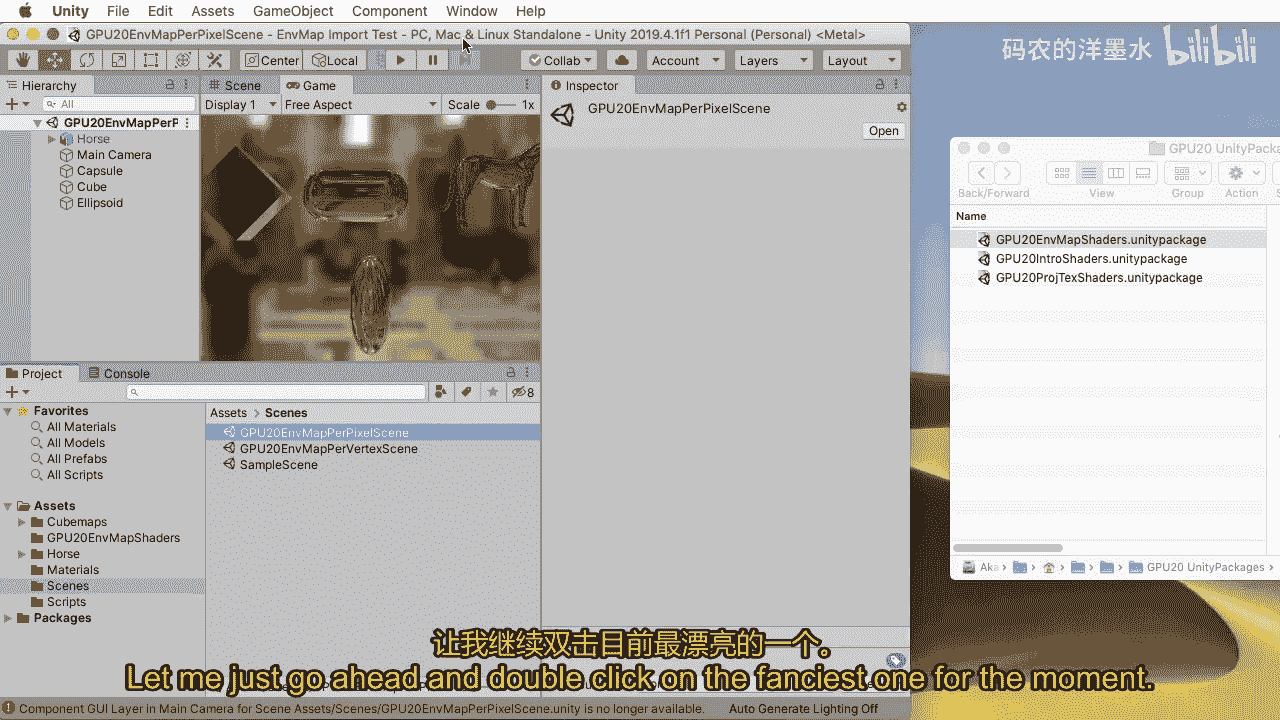 Unity File Edit Assets GameObject Component Window Help
GPU20EnvMapPerPixelScene - EnvMap Import Test - PC, Mac & Linux Standalone - Unity 2019.4.1f1 Personal (Personal) <Metal>
码农的洋墨水 bilibili
Center Local Collab Account Layers Layout
Hierarchy Scene Game Inspector
All Display 1 Free Aspect Scale 1x
GPU20EnvMapPerP
Horse
Main Camera
Capsule
Cube
Ellipsoid
GPU20EnvMapPerPixelScene
Open
GPU20 UnityPacka
Back/Forward View Group Action
Name
GPU20EnvMapShaders.unitypackage
GPU20IntroShaders.unitypackage
GPU20ProjTexShaders.unitypackage
Aka GPU20 UnityPackages
Project Console
8
Favorites
All Materials
All Models
All Prefabs
All Scripts
Assets
Cubemaps
GPU20EnvMapShaders
Horse
Materials
Scenes
Scripts
Packages
Assets > Scenes
GPU20EnvMapPerPixelScene
GPU20EnvMapPerVertexScene
SampleScene
让我继续双击目前最漂亮的一个。
Let me just go ahead and double click on the fanciest one for the moment.
Component GUI Layer in Main Camera for Scene Assets/Scenes/GPU20EnvMapPerPixelScene.unity is no longer available. Auto Generate Lighting Off